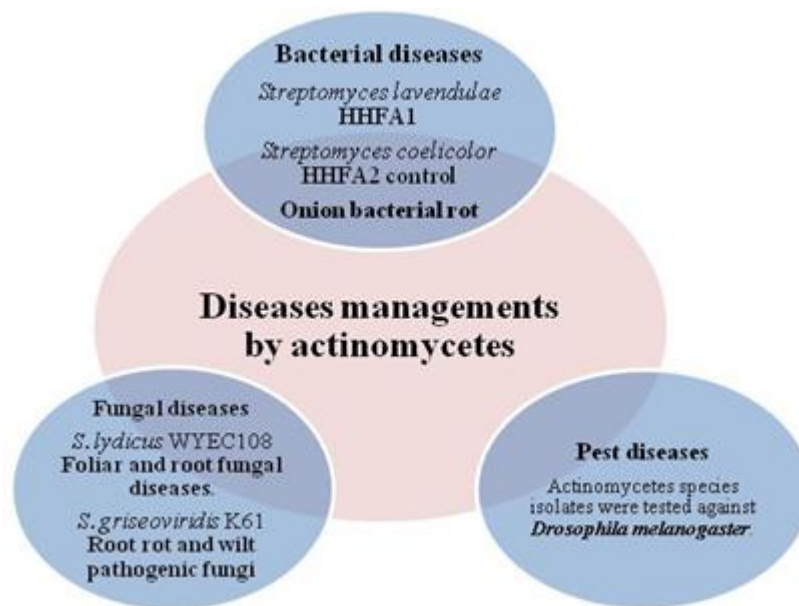 Bacterial diseases
Streptomyces lavendulae
HHFA1
Streptomyces coelicolor
HHFA2 control
Onion bacterial rot
Diseases managements
by actinomycetes
Fungal diseases
S.lydicus WYEC108
Foliar and root fungal
diseases.
S.griseoviridis K61
Root rot and wilt
pathogenic fungi
Pest diseases
Actinomycetes species
isolates were tested against
Drosophila melanogaster.